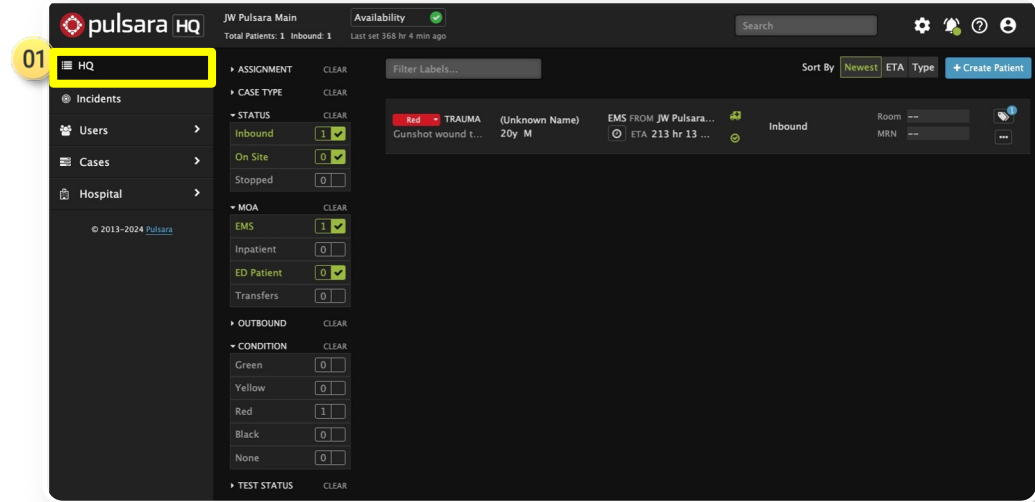 pulsara HQ
JW Pulsara Main
Total Patients: 1 Inbound: 1
Availability
Last set 368 hr 4 min ago
Search
01
HQ
Incidents
Users
Cases
Hospital
© 2013-2024 Pulsara
ASSIGNMENT CLEAR
CASE TYPE CLEAR
STATUS CLEAR
Inbound 1
On Site 0
Stopped 0
MOA CLEAR
EMS 1
Inpatient 0
ED Patient 0
Transfers 0
OUTBOUND CLEAR
CONDITION CLEAR
Green 0
Yellow 0
Red 1
Black 0
None 0
TEST STATUS CLEAR
Filter Labels...
Sort By Newest ETA Type + Create Patient
Red TRAUMA
Gunshot wound t...
(Unknown Name)
20y M
EMS FROM JW Pulsara...
ETA 213 hr 13 ...
Inbound
Room --
MRN --
1